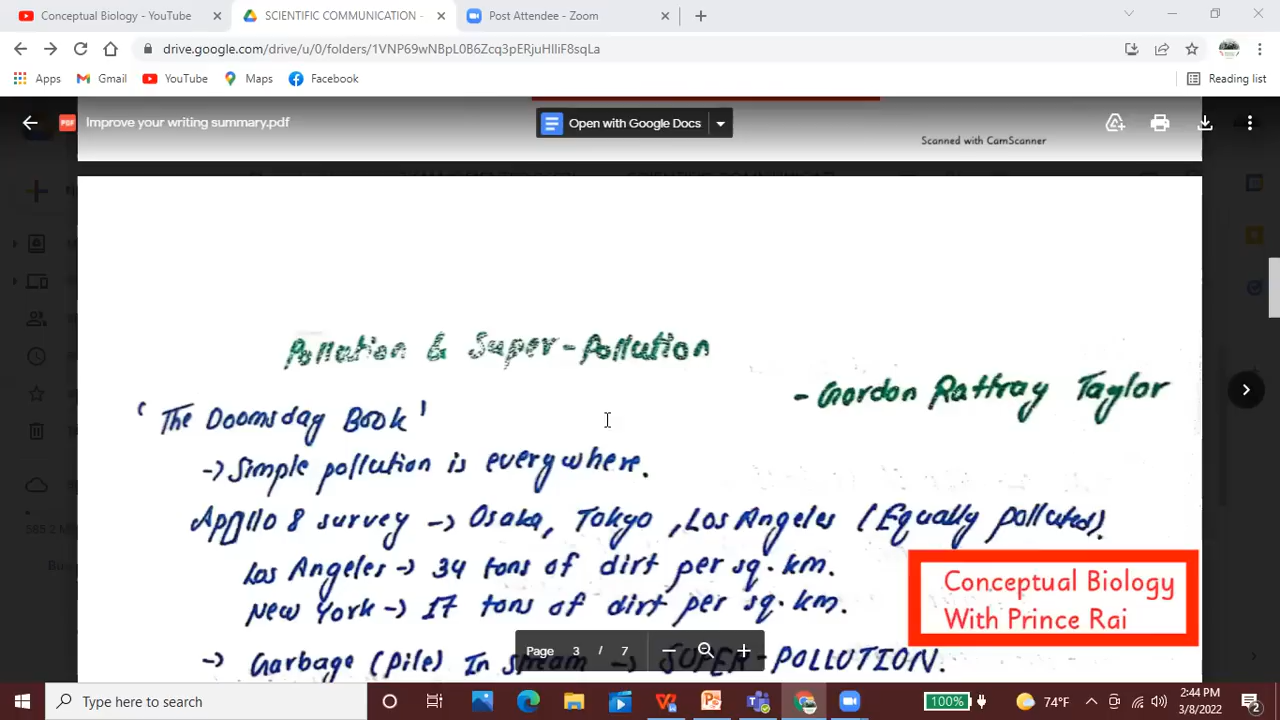 Conceptual Biology - YouTube
SCIENTIFIC COMMUNICATION -
Post Attendee - Zoom
drive.google.com/drive/u/0/folders/1VNP69wNBpL0B6Zcq3pERjuHIliF8sqLa
Apps Gmail YouTube Maps Facebook Reading list
PDF Improve your writing summary.pdf
Open with Google Docs
Scanned with CamScanner
Pollution & Super-Pollution
- Gordon Rattray Taylor
'The Doomsday Book'
-> Simple pollution is everywhere.
Apollo 8 survey -> Osaka, Tokyo, Los Angeles (Equally polluted).
Los Angeles -> 34 tons of dirt per sq. km.
New York -> 17 tons of dirt per sq. km.
Conceptual Biology
With Prince Rai
-> Garbage (pile) In stream -> SUPER-POLLUTION.
Page 3 / 7
Type here to search
100%
74°F
2:44 PM
3/8/2022
2